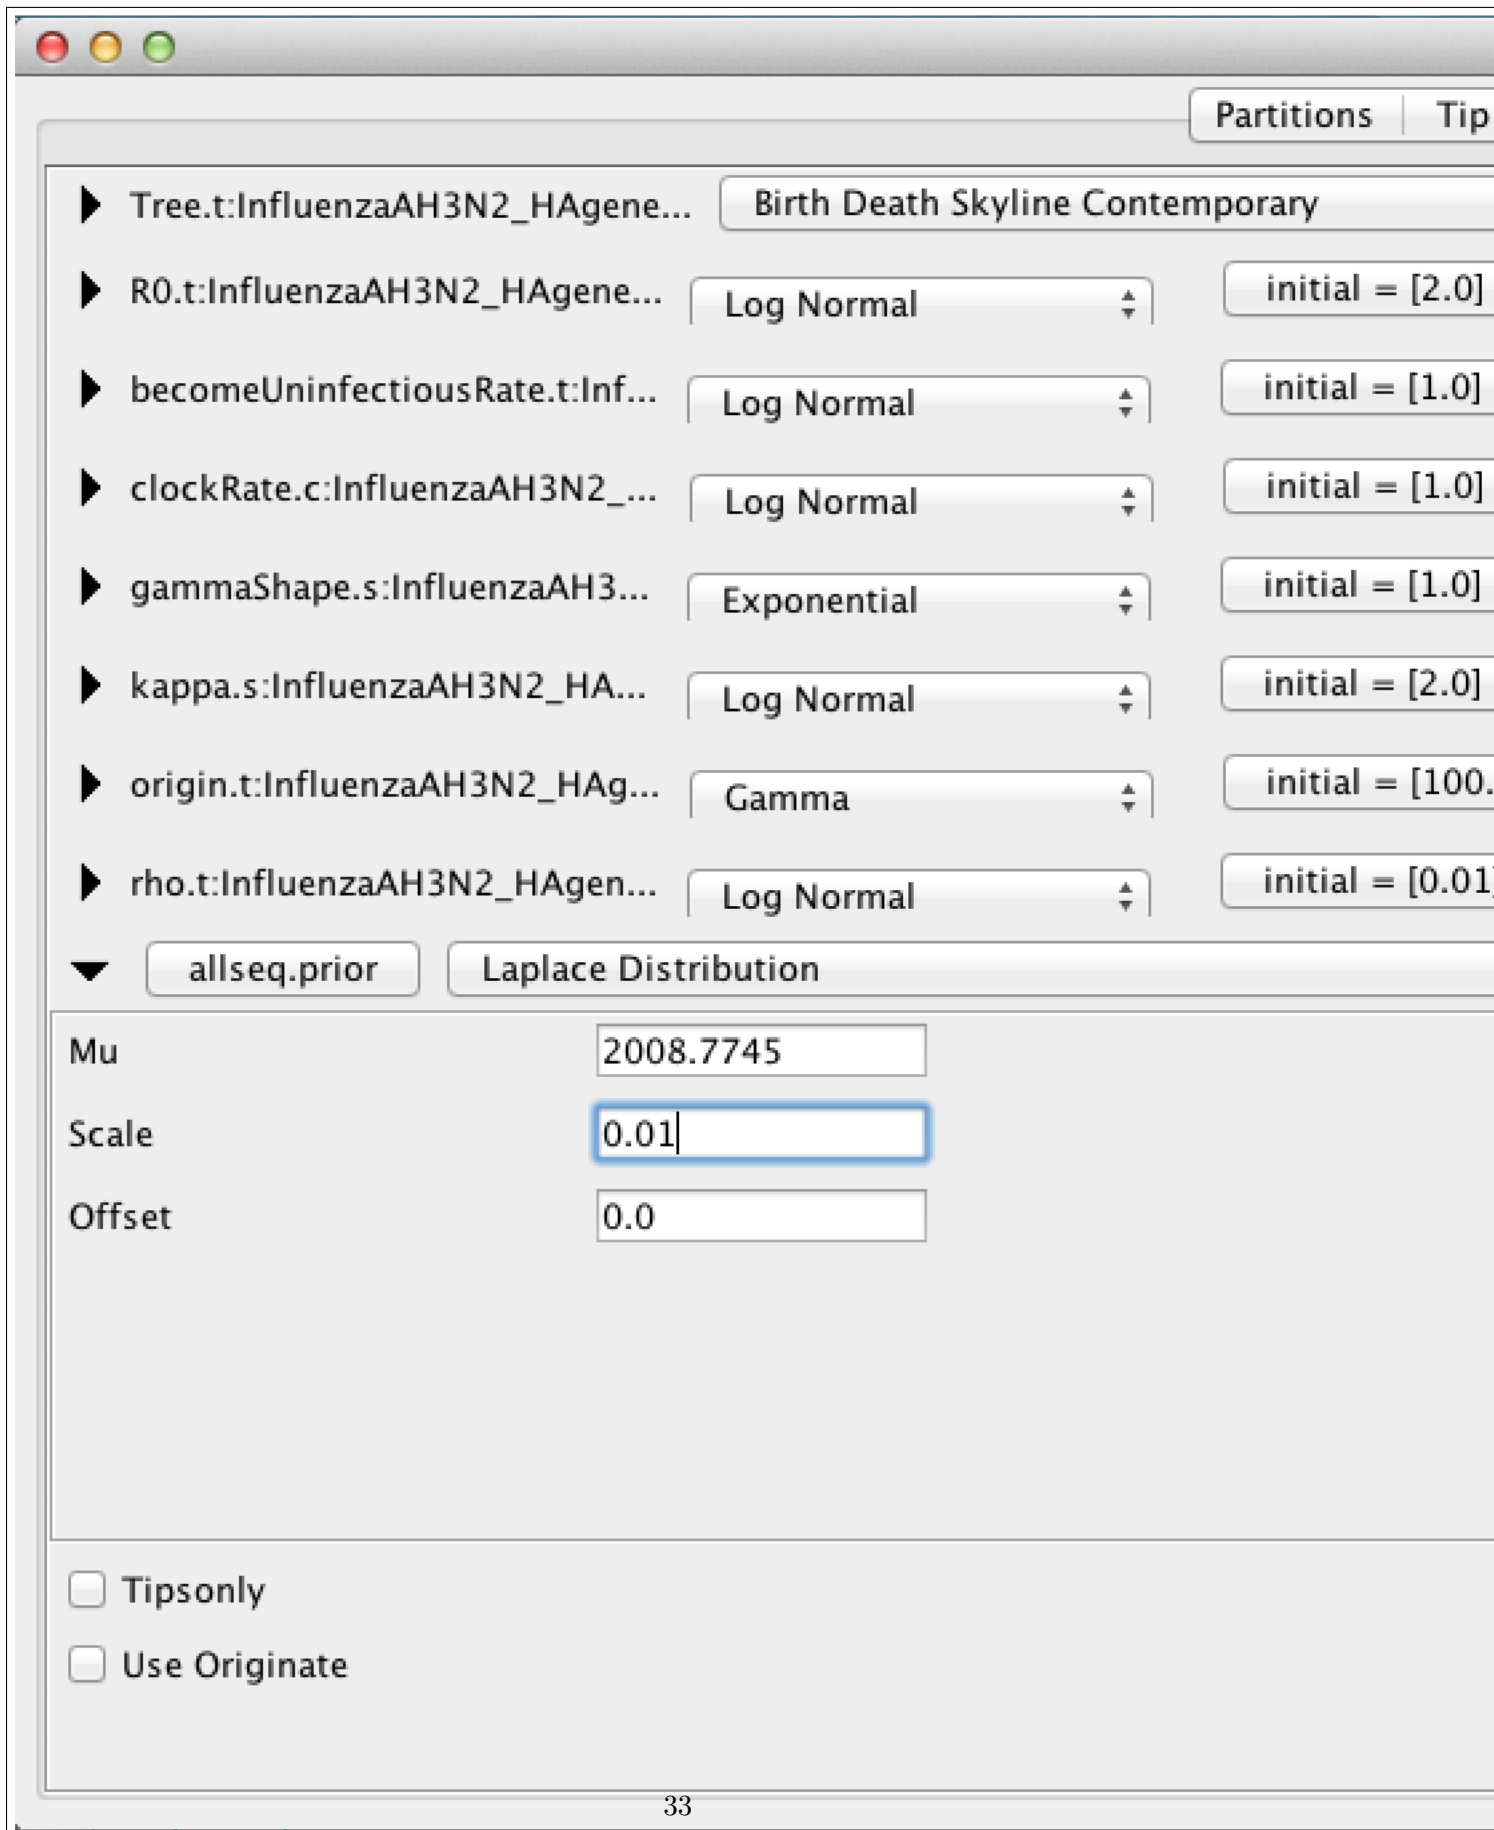 Partitions Tip
Tree.t:InfluenzaAH3N2_HAgene... Birth Death Skyline Contemporary
R0.t:InfluenzaAH3N2_HAgene... Log Normal initial = [2.0]
becomeUninfectiousRate.t:Inf... Log Normal initial = [1.0]
clockRate.c:InfluenzaAH3N2_... Log Normal initial = [1.0]
gammaShape.s:InfluenzaAH3... Exponential initial = [1.0]
kappa.s:InfluenzaAH3N2_HA... Log Normal initial = [2.0]
origin.t:InfluenzaAH3N2_HAg... Gamma initial = [100.
rho.t:InfluenzaAH3N2_HAgen... Log Normal initial = [0.01]
allseq.prior Laplace Distribution
Mu 2008.7745
Scale 0.01
Offset 0.0
Tipsonly
Use Originate
33